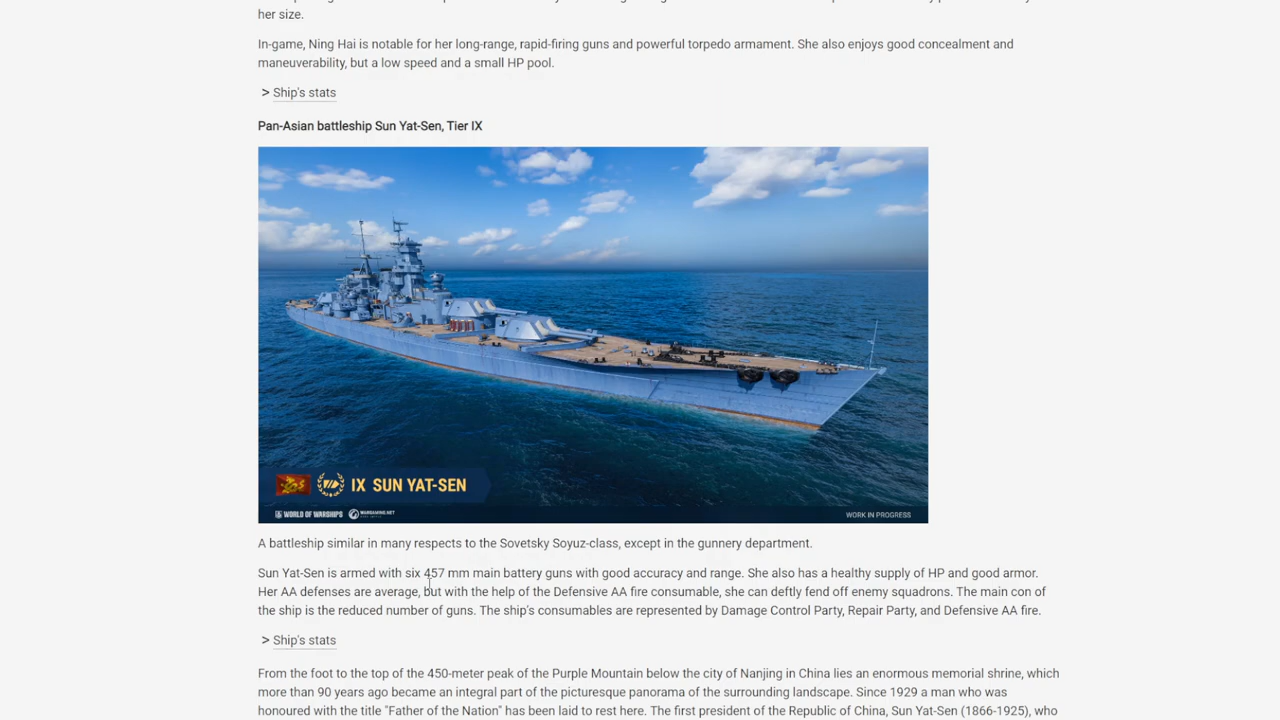 her size.
In-game, Ning Hai is notable for her long-range, rapid-firing guns and powerful torpedo armament. She also enjoys good concealment and
maneuverability, but a low speed and a small HP pool.
> Ship's stats
Pan-Asian battleship Sun Yat-Sen, Tier IX
IX SUN YAT-SEN
WORLD OF WARSHIPS WARGAMING.NET WORK IN PROGRESS
A battleship similar in many respects to the Sovetsky Soyuz-class, except in the gunnery department.
Sun Yat-Sen is armed with six 457 mm main battery guns with good accuracy and range. She also has a healthy supply of HP and good armor.
Her AA defenses are average, but with the help of the Defensive AA fire consumable, she can deftly fend off enemy squadrons. The main con of
the ship is the reduced number of guns. The ship's consumables are represented by Damage Control Party, Repair Party, and Defensive AA fire.
> Ship's stats
From the foot to the top of the 450-meter peak of the Purple Mountain below the city of Nanjing in China lies an enormous memorial shrine, which
more than 90 years ago became an integral part of the picturesque panorama of the surrounding landscape. Since 1929 a man who was
honoured with the title "Father of the Nation" has been laid to rest here. The first president of the Republic of China, Sun Yat-Sen (1866-1925), who